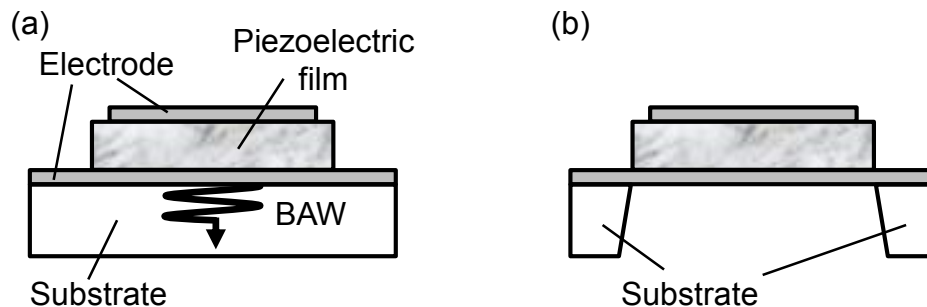 (a)
Piezoelectric
film
Electrode
BAW
Substrate
(b)
Substrate